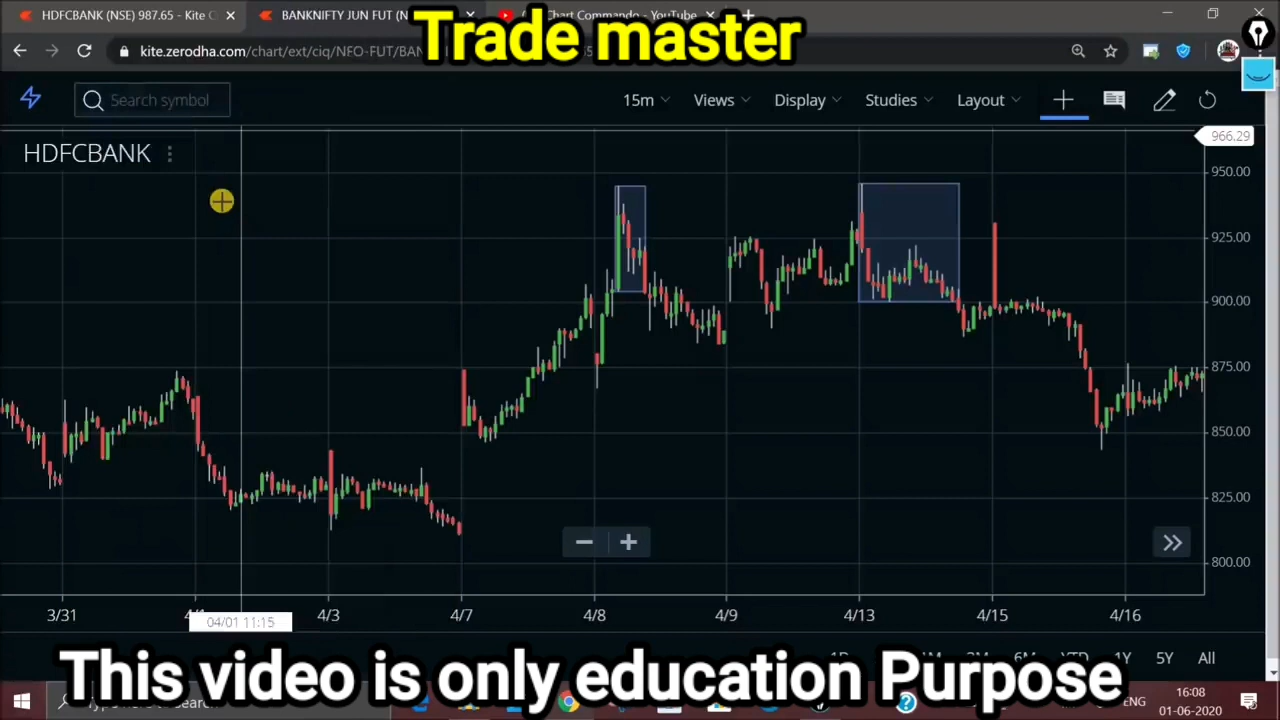 HDFCBANK (NSE) 987.65 - Kite C
BANKNIFTY JUN FUT (N
Chart Commando - YouTube
Trade master
kite.zerodha.com/chart/ext/ciq/NFO-FUT/BAN
Search symbol
15m Views Display Studies Layout
966.29
HDFCBANK
950.00
925.00
900.00
875.00
850.00
825.00
800.00
3/31 4/1 4/3 4/7 4/8 4/9 4/13 4/15 4/16
04/01 11:15
1Y 5Y All
This video is only education Purpose
ENG
16:08
01-06-2020